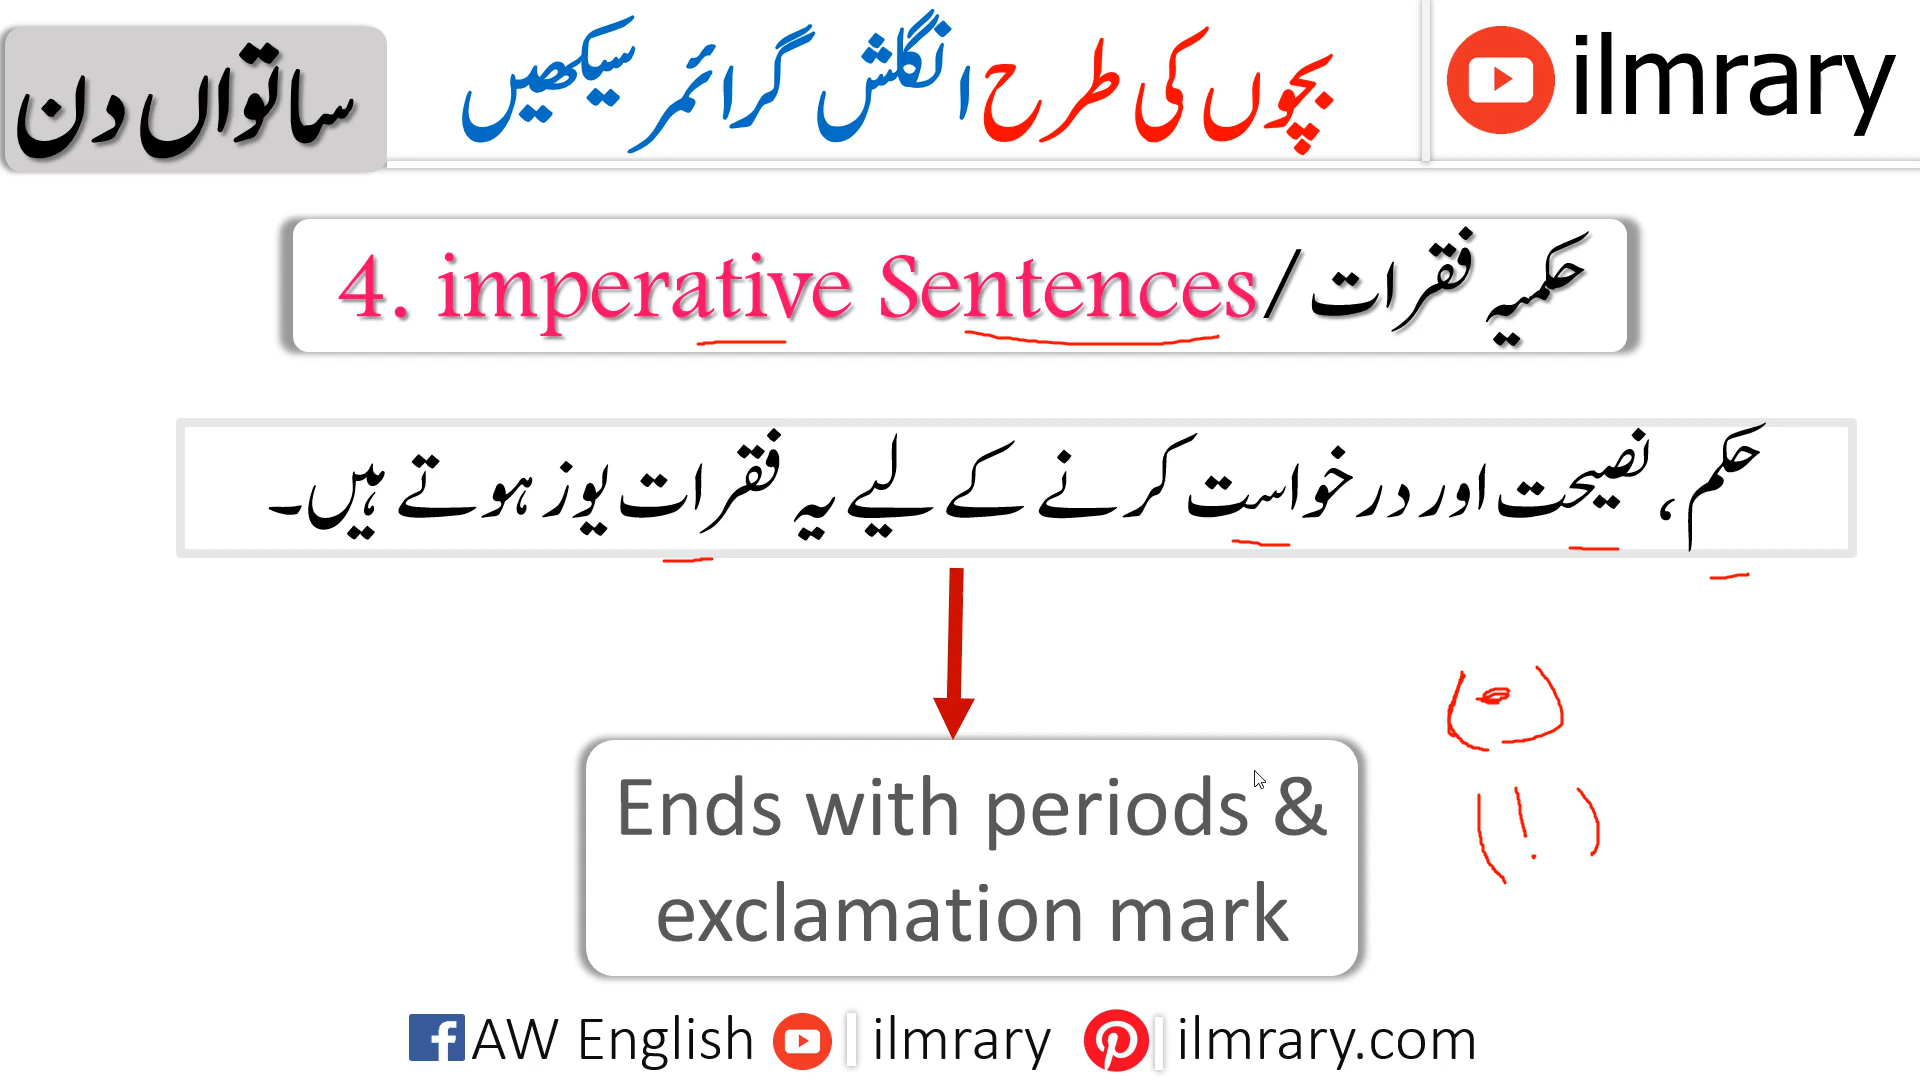 ساتواں دن
بچوں کی طرح انگلش گرائمر سیکھیں
ilmrary
4. imperative Sentences/ حکمیہ فقرات
حکم، نصیحت اور درخواست کرنے کے لیے یہ فقرات یوز ہوتے ہیں۔
(.)
(!)
Ends with periods &
exclamation mark
AW English | ilmrary | ilmrary.com